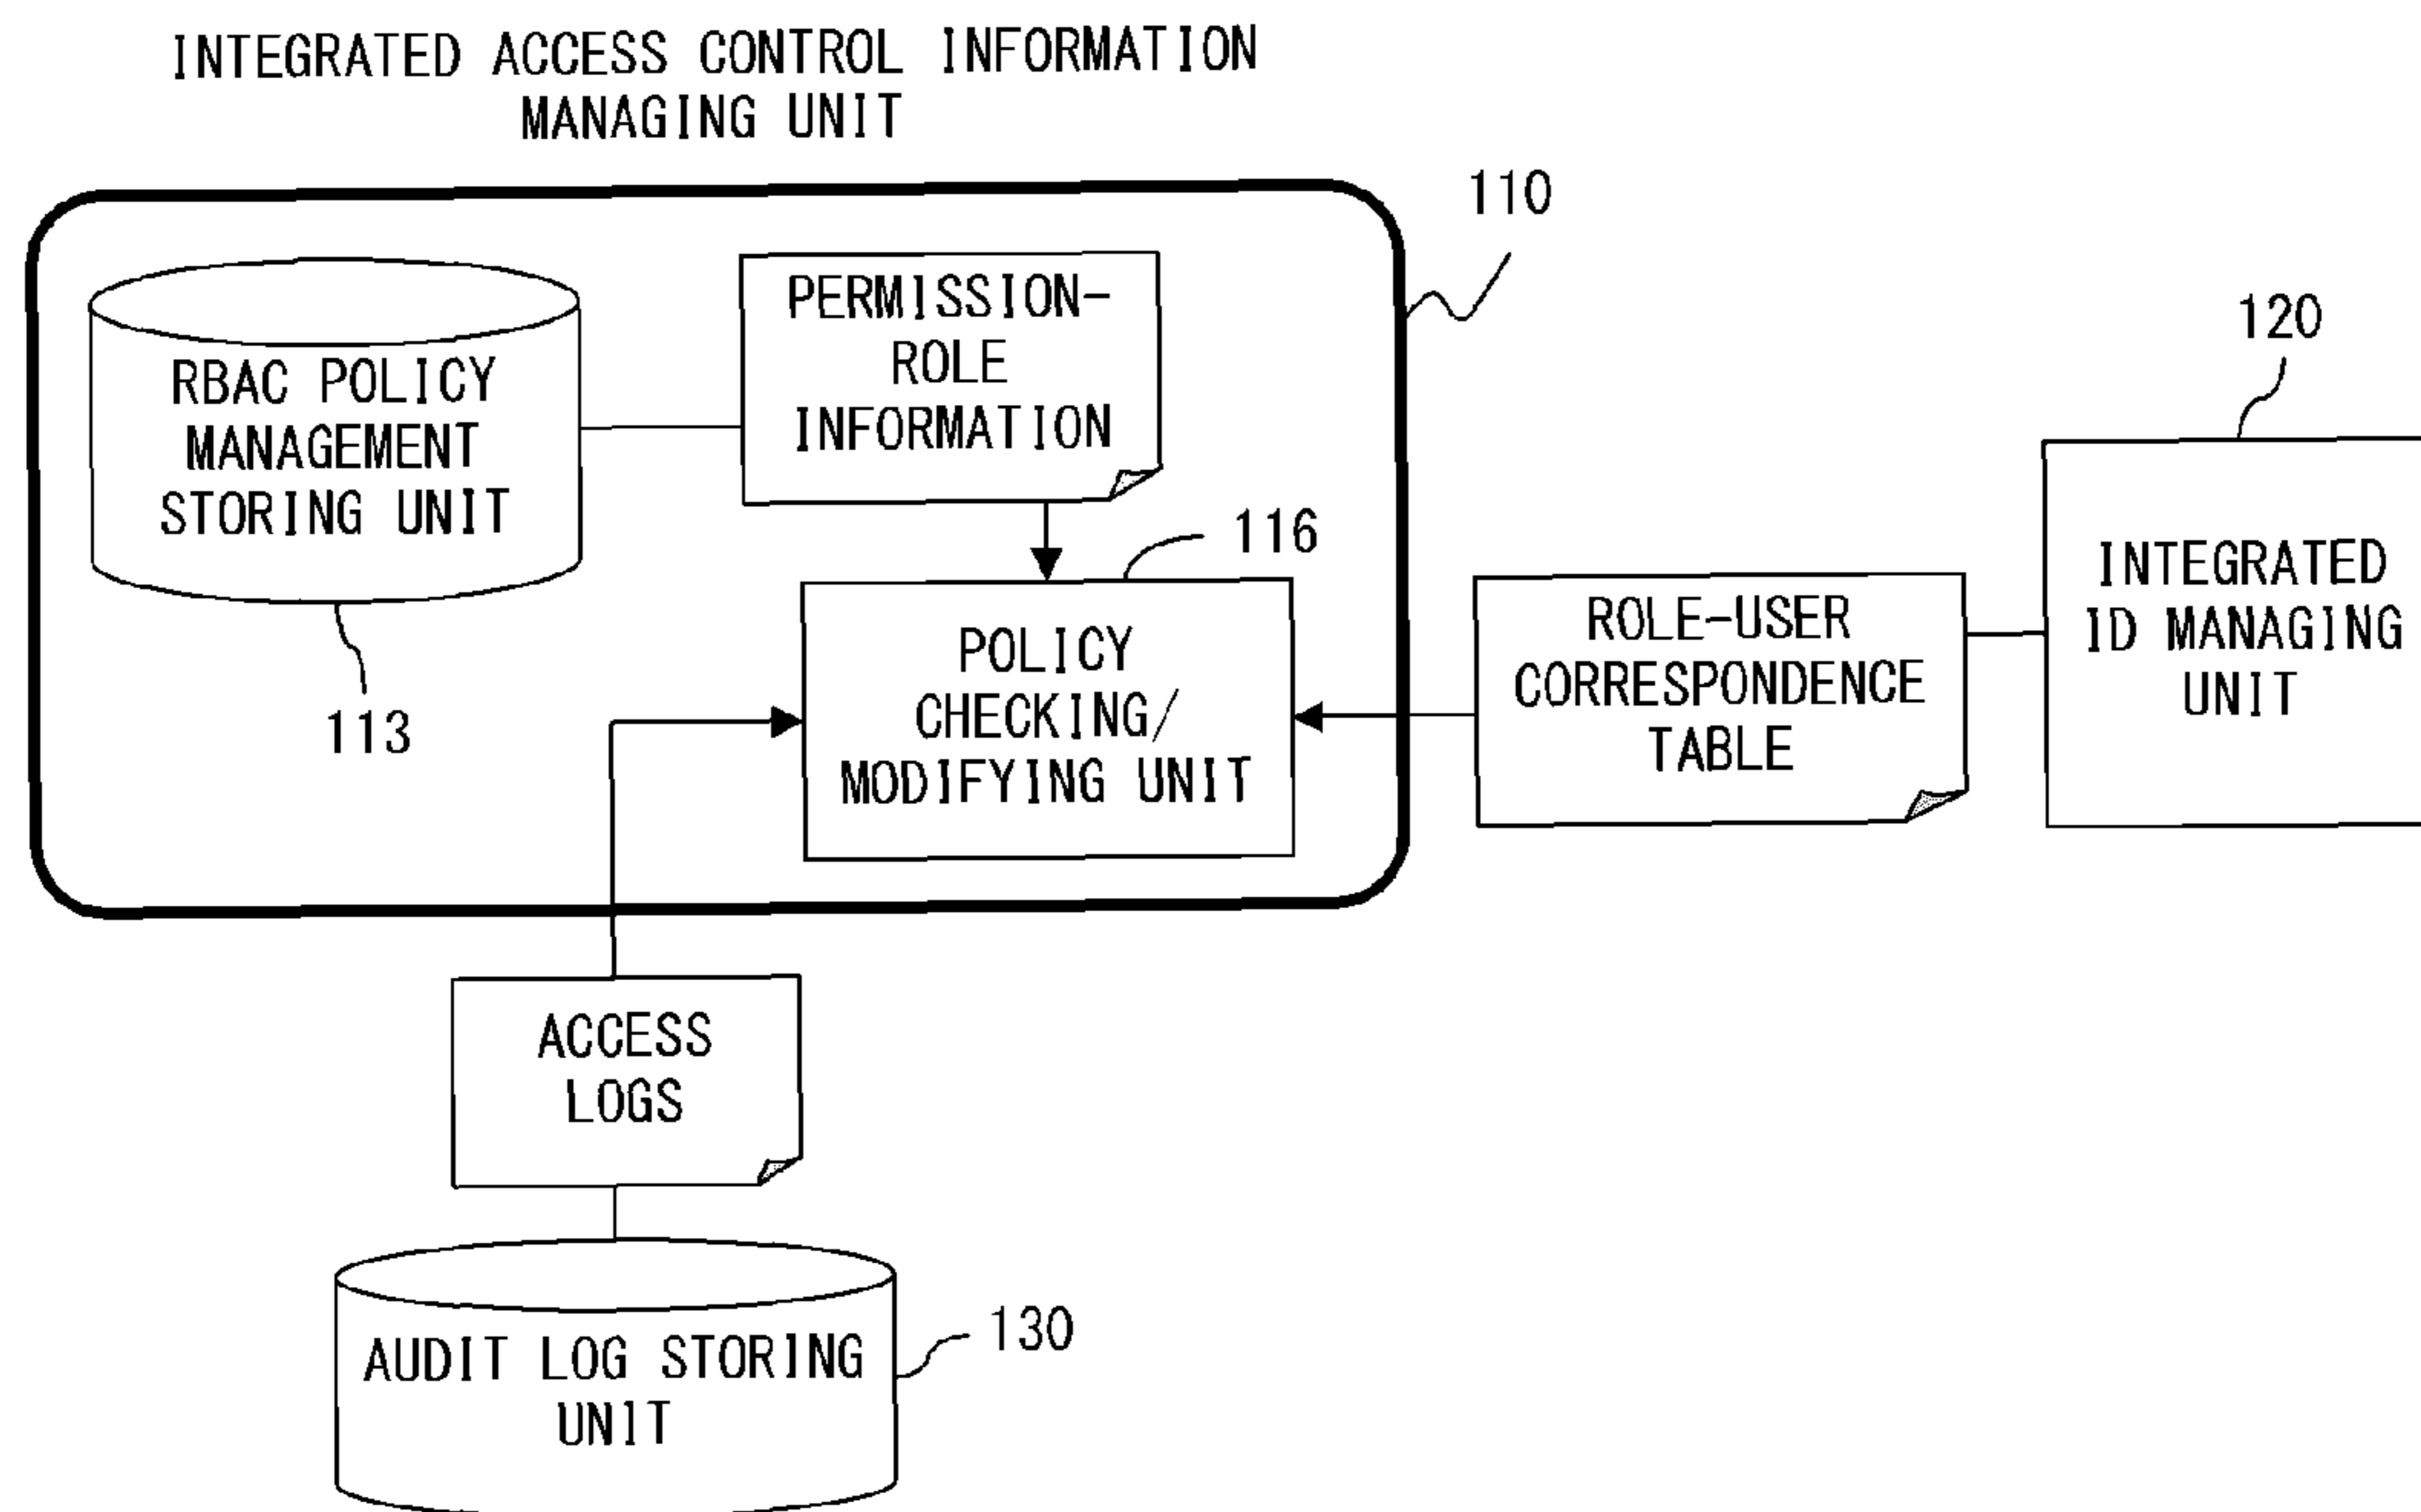 INTEGRATED ACCESS CONTROL INFORMATION
MANAGING UNIT
110
PERMISSION-
ROLE
INFORMATION
RBAC POLICY
MANAGEMENT
STORING UNIT
113
116
POLICY
CHECKING/
MODIFYING UNIT
ROLE-USER
CORRESPONDENCE
TABLE
120
INTEGRATED
ID MANAGING
UNIT
ACCESS
LOGS
AUDIT LOG STORING
UNIT
130